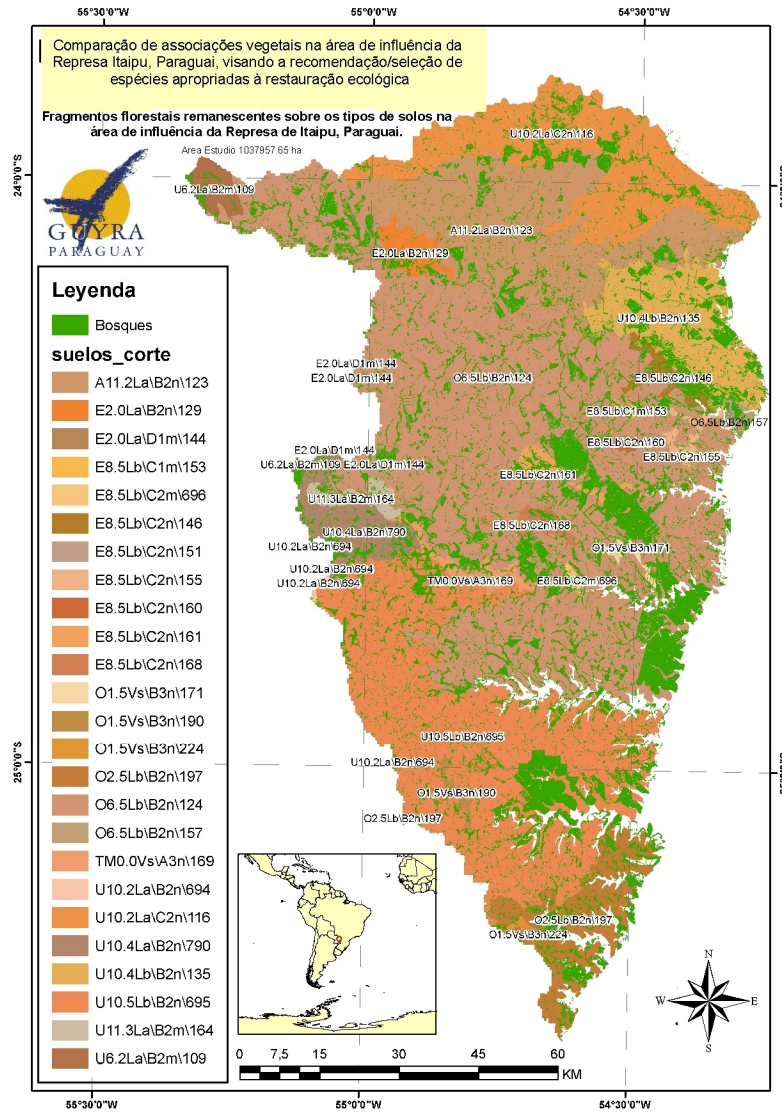 55°30'0"W
55°0'0"W
54°30'0"W
Comparação de associações vegetais na área de influência da
Represa Itaipu, Paraguai, visando a recomendação/seleção de
espécies apropriadas à restauração ecológica
Fragmentos florestais remanescentes sobre os tipos de solos na
área de influência da Represa de Itaipu, Paraguai.
Area Estudio 1037957.65 ha.
24°0'0"S
GUYRA
PARAGUAY
U10.2La\C2n\116
U6.2La\B2m\109
A11.2La\B2n\123
E2.0La\B2n\129
U10.4Lb\B2n\135
E2.0La\D1m\144
E2.0La\D1m\144
O6.5Lb\B2n\124
E8.5Lb\C2n\146
E8.5Lb\C1m\153
O6.5Lb\B2n\157
E8.5Lb\C2n\160
E2.0La\D1m\144
E8.5Lb\C2n\155
U6.2La\B2m\109
E2.0La\D1m\144
E8.5Lb\C2n\161
U11.3La\B2m\164
E8.5Lb\C2n\168
U10.4La\B2n\790
U10.2La\B2n\694
O1.5Vs\B3n\171
U10.2La\B2n\694
U10.2La\B2n\694
TM0.0Vs\A3n\169
E8.5Lb\C2m\696
U10.5Lb\B2n\695
U10.2La\B2n\694
O1.5Vs\B3n\190
O2.5Lb\B2n\197
O2.5Lb\B2n\197
O1.5Vs\B3n\224
Leyenda
Bosques
suelos_corte
A11.2La\B2n\123
E2.0La\B2n\129
E2.0La\D1m\144
E8.5Lb\C1m\153
E8.5Lb\C2m\696
E8.5Lb\C2n\146
E8.5Lb\C2n\151
E8.5Lb\C2n\155
E8.5Lb\C2n\160
E8.5Lb\C2n\161
E8.5Lb\C2n\168
O1.5Vs\B3n\171
O1.5Vs\B3n\190
O1.5Vs\B3n\224
O2.5Lb\B2n\197
O6.5Lb\B2n\124
O6.5Lb\B2n\157
TM0.0Vs\A3n\169
U10.2La\B2n\694
U10.2La\C2n\116
U10.4La\B2n\790
U10.4Lb\B2n\135
U10.5Lb\B2n\695
U11.3La\B2m\164
U6.2La\B2m\109
25°0'0"S
N
W
E
S
0 7,5 15 30 45 60
KM
55°30'0"W
55°0'0"W
54°30'0"W